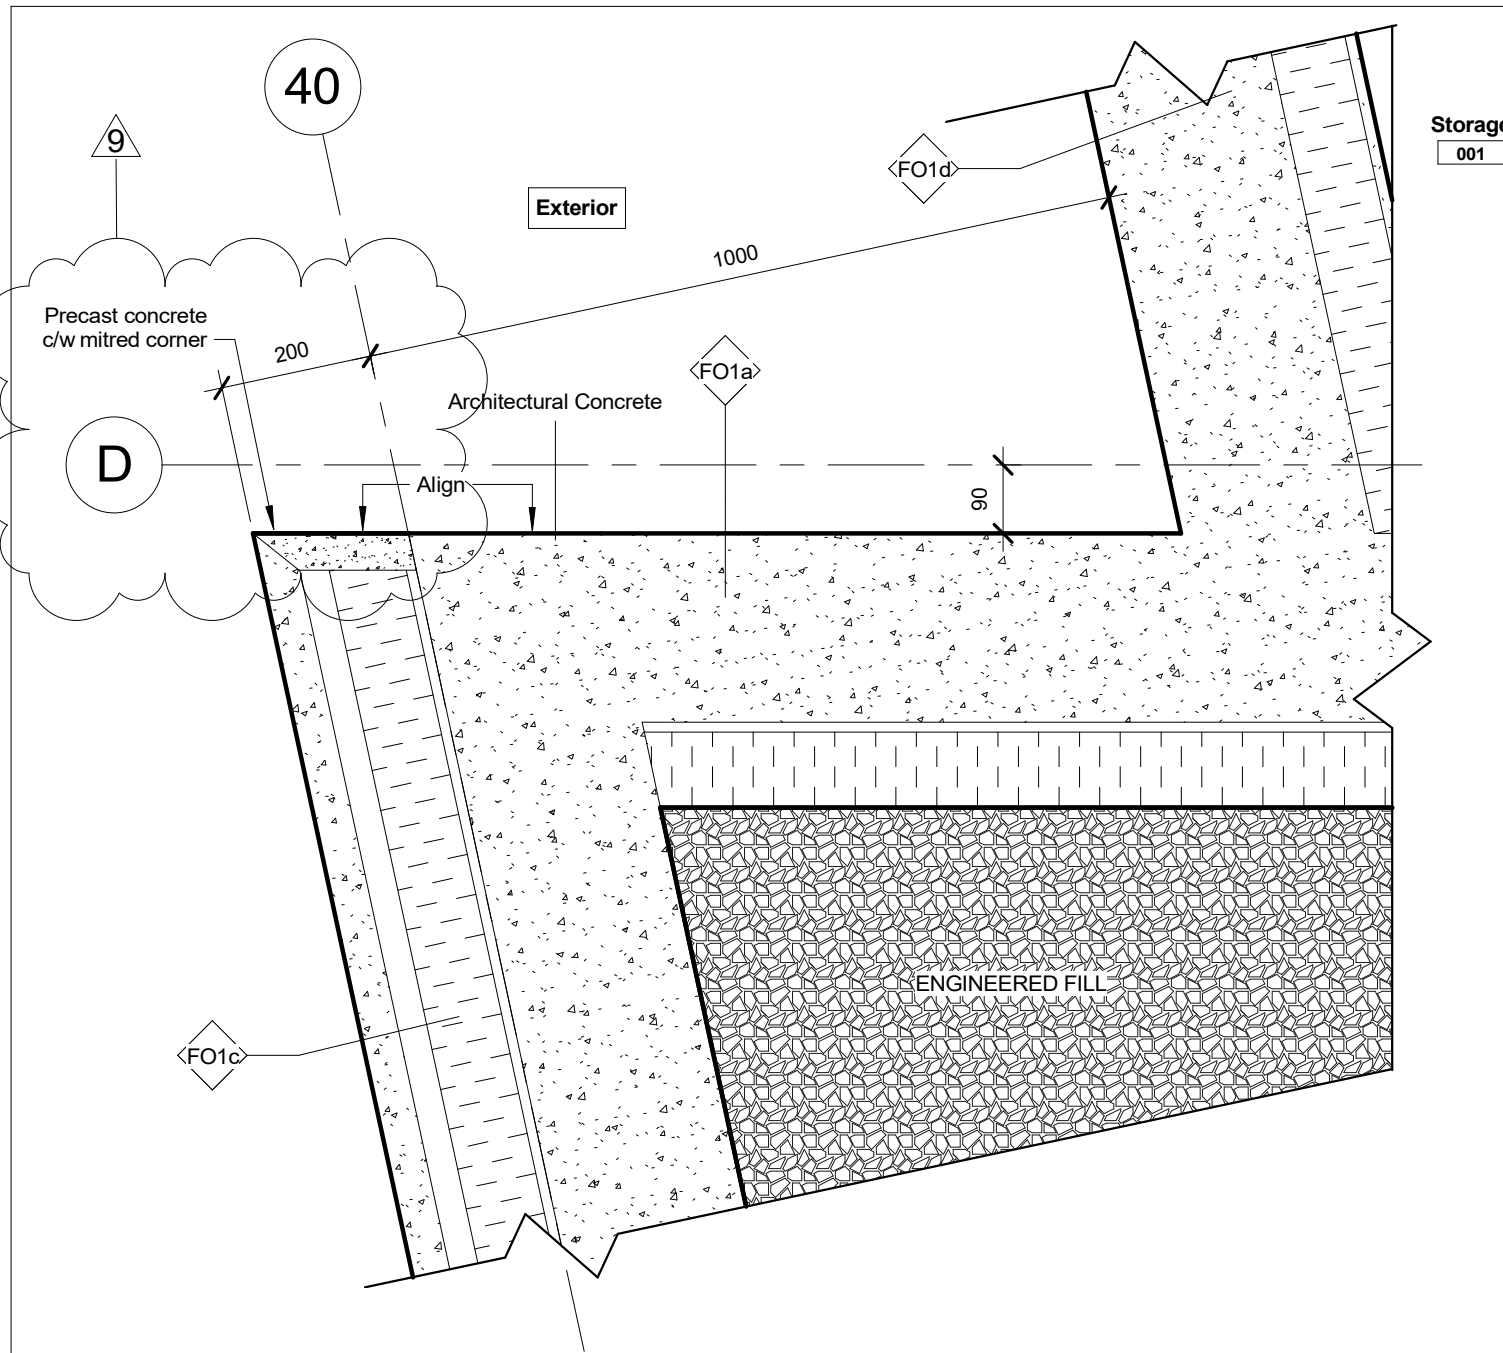 40
9
Storage
001
FO1d
Exterior
1000
Precast concrete
c/w mitred corner
200
FO1a
Architectural Concrete
D
Align
90
ENGINEERED FILL
FO1c